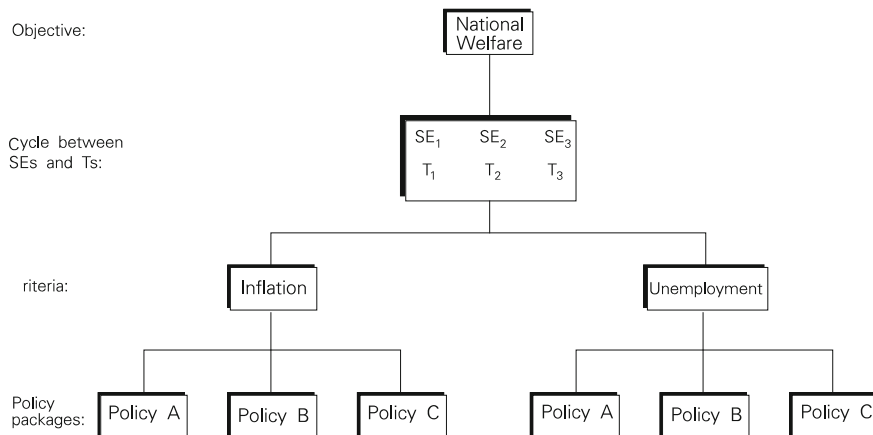 Objective:
National
Welfare
Cycle between
SEs and Ts:
SE₁ SE₂ SE₃
T₁ T₂ T₃
riteria:
Inflation
Unemployment
Policy
packages:
Policy A
Policy B
Policy C
Policy A
Policy B
Policy C